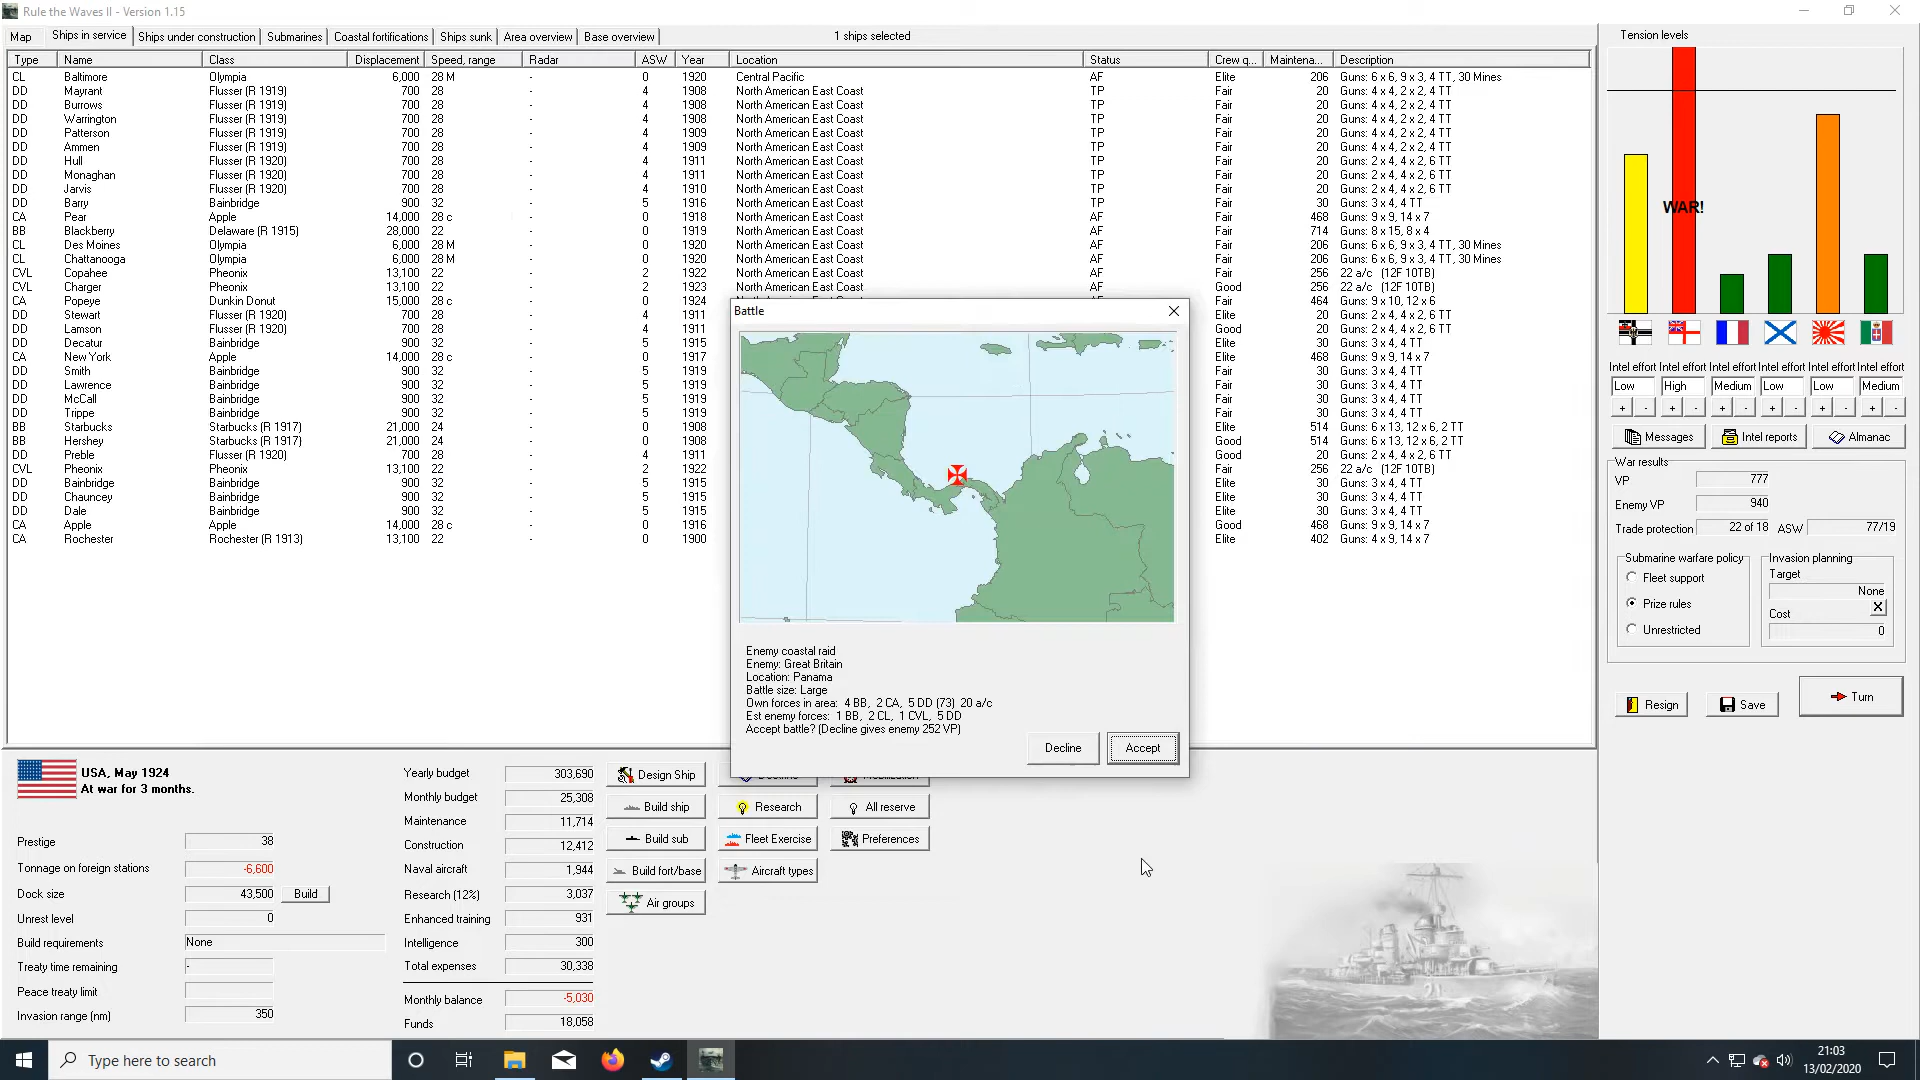 Rule the Waves II - Version 1.15
Map Ships in service Ships under construction Submarines Coastal fortifications Ships sunk Area overview Base overview 1 ships selected
Type Name Class Displacement Speed, range Radar ASW Year Location Status Crew q... Maintena... Description
CL Baltimore Olympia 6,000 28 M - 0 1920 Central Pacific AF Elite 206 Guns: 6 x 6, 9 x 3, 4 TT, 30 Mines
DD Mayrant Flusser (R 1919) 700 28 - 4 1908 North American East Coast TP Fair 20 Guns: 4 x 4, 2 x 2, 4 TT
DD Burrows Flusser (R 1919) 700 28 - 4 1908 North American East Coast TP Fair 20 Guns: 4 x 4, 2 x 2, 4 TT
DD Warrington Flusser (R 1919) 700 28 - 4 1908 North American East Coast TP Fair 20 Guns: 4 x 4, 2 x 2, 4 TT
DD Patterson Flusser (R 1919) 700 28 - 4 1909 North American East Coast TP Fair 20 Guns: 4 x 4, 2 x 2, 4 TT
DD Ammen Flusser (R 1919) 700 28 - 4 1909 North American East Coast TP Fair 20 Guns: 4 x 4, 2 x 2, 4 TT
DD Hull Flusser (R 1920) 700 28 - 4 1911 North American East Coast TP Fair 20 Guns: 2 x 4, 4 x 2, 6 TT
DD Monaghan Flusser (R 1920) 700 28 - 4 1911 North American East Coast TP Fair 20 Guns: 2 x 4, 4 x 2, 6 TT
DD Jarvis Flusser (R 1920) 700 28 - 4 1910 North American East Coast TP Fair 20 Guns: 2 x 4, 4 x 2, 6 TT
DD Barry Bainbridge 900 32 - 5 1916 North American East Coast TP Fair 30 Guns: 3 x 4, 4 TT
CA Pear Apple 14,000 28 c - 0 1918 North American East Coast AF Fair 468 Guns: 9 x 9, 14 x 7
BB Blackberry Delaware (R 1915) 28,000 22 - 0 1919 North American East Coast AF Fair 714 Guns: 8 x 15, 8 x 4
CL Des Moines Olympia 6,000 28 M - 0 1920 North American East Coast AF Fair 206 Guns: 6 x 6, 9 x 3, 4 TT, 30 Mines
CL Chattanooga Olympia 6,000 28 M - 0 1920 North American East Coast AF Fair 206 Guns: 6 x 6, 9 x 3, 4 TT, 30 Mines
CVL Copahee Pheonix 13,100 22 - 2 1922 North American East Coast AF Fair 256 22 a/c (12F 10TB)
CVL Charger Pheonix 13,100 22 - 2 1923 North American East Coast AF Good 256 22 a/c (12F 10TB)
CA Popeye Dunkin Donut 15,000 28 c - 0 1924 Fair 464 Guns: 9 x 10, 12 x 6
DD Stewart Flusser (R 1920) 700 28 - 4 1911 Elite 20 Guns: 2 x 4, 4 x 2, 6 TT
DD Lamson Flusser (R 1920) 700 28 - 4 1911 Good 20 Guns: 2 x 4, 4 x 2, 6 TT
DD Decatur Bainbridge 900 32 - 5 1915 Elite 30 Guns: 3 x 4, 4 TT
CA New York Apple 14,000 28 c - 0 1917 Elite 468 Guns: 9 x 9, 14 x 7
DD Smith Bainbridge 900 32 - 5 1919 Fair 30 Guns: 3 x 4, 4 TT
DD Lawrence Bainbridge 900 32 - 5 1919 Fair 30 Guns: 3 x 4, 4 TT
DD McCall Bainbridge 900 32 - 5 1919 Fair 30 Guns: 3 x 4, 4 TT
DD Trippe Bainbridge 900 32 - 5 1919 Fair 30 Guns: 3 x 4, 4 TT
BB Starbucks Starbucks (R 1917) 21,000 24 - 0 1908 Elite 514 Guns: 6 x 13, 12 x 6, 2 TT
BB Hershey Starbucks (R 1917) 21,000 24 - 0 1908 Good 514 Guns: 6 x 13, 12 x 6, 2 TT
DD Preble Flusser (R 1920) 700 28 - 4 1911 Good 20 Guns: 2 x 4, 4 x 2, 6 TT
CVL Pheonix Pheonix 13,100 22 - 2 1922 Fair 256 22 a/c (12F 10TB)
DD Bainbridge Bainbridge 900 32 - 5 1915 Elite 30 Guns: 3 x 4, 4 TT
DD Chauncey Bainbridge 900 32 - 5 1915 Elite 30 Guns: 3 x 4, 4 TT
DD Dale Bainbridge 900 32 - 5 1915 Elite 30 Guns: 3 x 4, 4 TT
CA Apple Apple 14,000 28 c - 0 1916 Good 468 Guns: 9 x 9, 14 x 7
CA Rochester Rochester (R 1913) 13,100 22 - 0 1900 Elite 402 Guns: 4 x 9, 14 x 7
Battle
Enemy coastal raid
Enemy: Great Britain
Location: Panama
Battle size: Large
Own forces in area: 4 BB, 2 CA, 5 DD (73) 20 a/c
Est enemy forces: 1 BB, 2 CL, 1 CVL, 5 DD
Accept battle? (Decline gives enemy 252 VP)
Decline Accept
Tension levels
WAR!
Intel effort Intel effort Intel effort Intel effort Intel effort Intel effort
Low High Medium Low Low Medium
+ - + - + - + - + - + -
Messages Intel reports Almanac
War results
VP 777
Enemy VP 940
Trade protection 22 of 18 ASW 77/19
Submarine warfare policy
Fleet support
Prize rules
Unrestricted
Invasion planning
Target
None
Cost X
0
Resign Save Turn
USA, May 1924
At war for 3 months.
Prestige 38
Tonnage on foreign stations -6,600
Dock size 43,500 Build
Unrest level 0
Build requirements None
Treaty time remaining -
Peace treaty limit
Invasion range (nm) 350
Yearly budget 303,690
Monthly budget 25,308
Maintenance 11,714
Construction 12,412
Naval aircraft 1,944
Research (12%) 3,037
Enhanced training 931
Intelligence 300
Total expenses 30,338
Monthly balance -5,030
Funds 18,058
Design Ship
Build ship Research All reserve
Build sub Fleet Exercise Preferences
Build fort/base Aircraft types
Air groups
Type here to search
21:03
13/02/2020